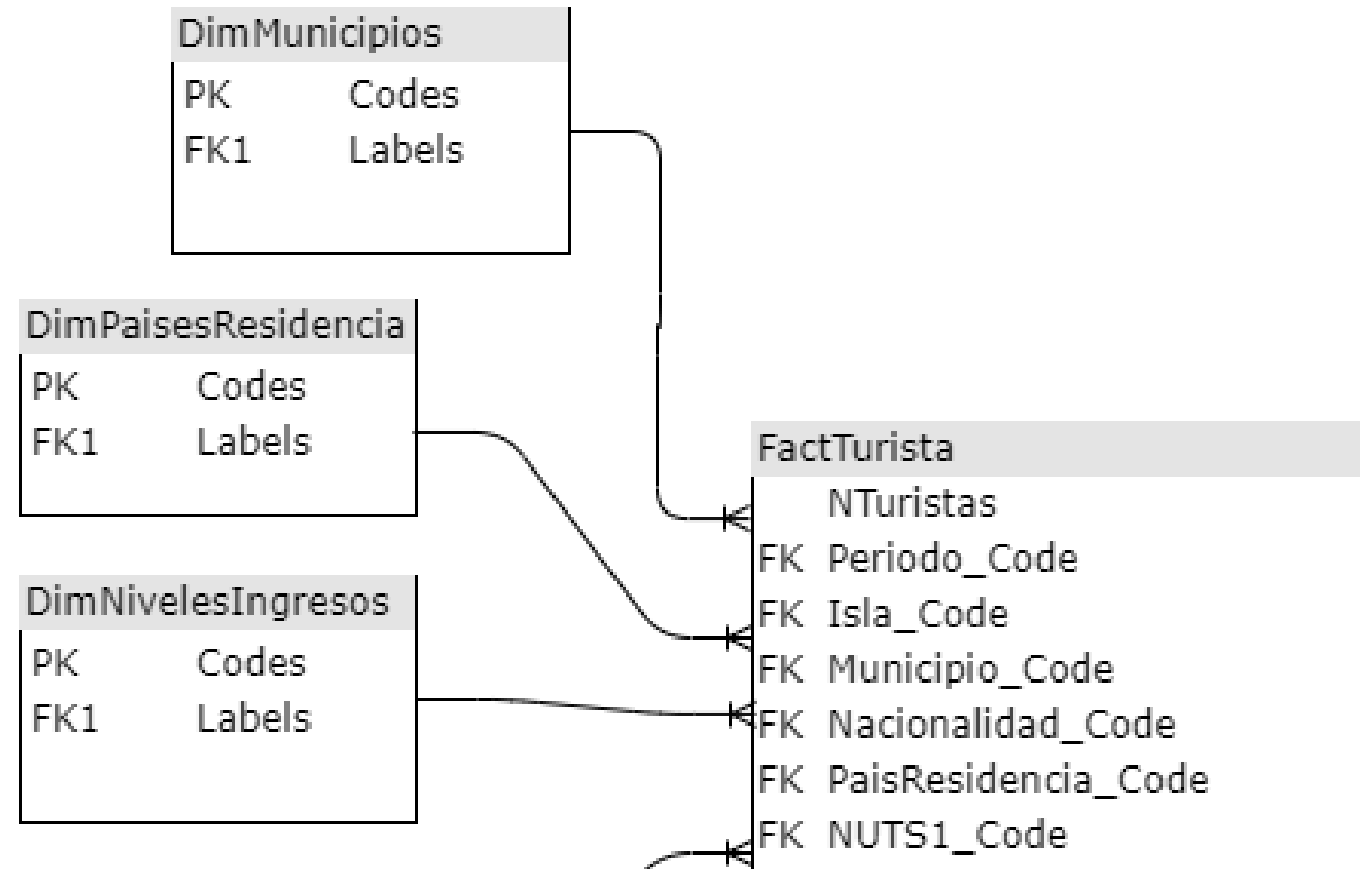 DimMunicipios
PK Codes
FK1 Labels
DimPaisesResidencia
PK Codes
FK1 Labels
DimNivelesIngresos
PK Codes
FK1 Labels
FactTurista
NTuristas
FK Periodo_Code
FK Isla_Code
FK Municipio_Code
FK Nacionalidad_Code
FK PaisResidencia_Code
FK NUTS1_Code